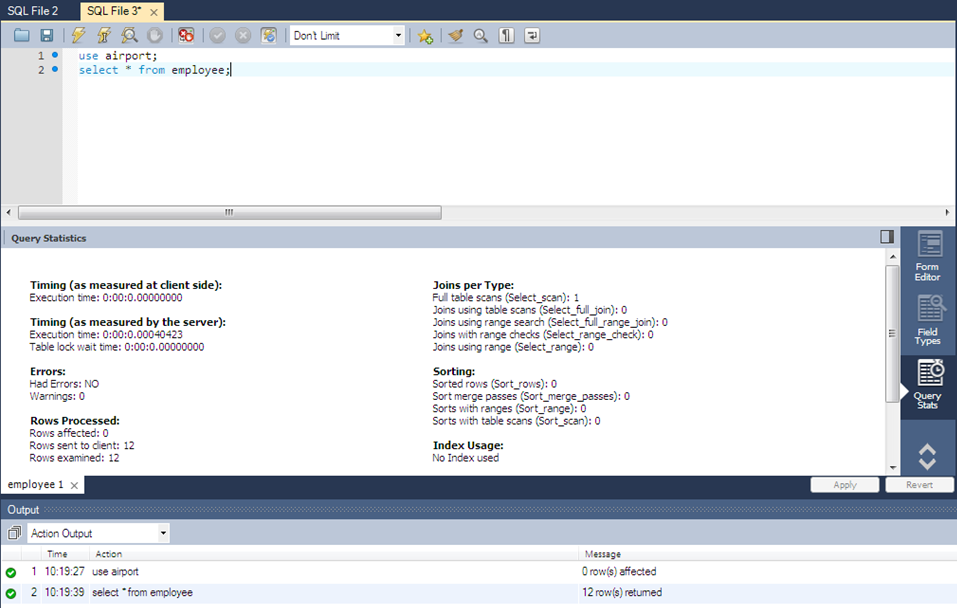 SQL File 2 SQL File 3*
Don't Limit
1 use airport;
2 select * from employee;
Query Statistics
Timing (as measured at client side):
Execution time: 0:00:0.00000000
Timing (as measured by the server):
Execution time: 0:00:0.00040423
Table lock wait time: 0:00:0.00000000
Errors:
Had Errors: NO
Warnings: 0
Rows Processed:
Rows affected: 0
Rows sent to client: 12
Rows examined: 12
Joins per Type:
Full table scans (Select_scan): 1
Joins using table scans (Select_full_join): 0
Joins using range search (Select_full_range_join): 0
Joins with range checks (Select_range_check): 0
Joins using range (Select_range): 0
Sorting:
Sorted rows (Sort_rows): 0
Sort merge passes (Sort_merge_passes): 0
Sorts with ranges (Sort_range): 0
Sorts with table scans (Sort_scan): 0
Index Usage:
No Index used
Form
Editor
Field
Types
Query
Stats
employee 1 Apply Revert
Output
Action Output
Time Action Message
1 10:19:27 use airport 0 row(s) affected
2 10:19:39 select * from employee 12 row(s) returned